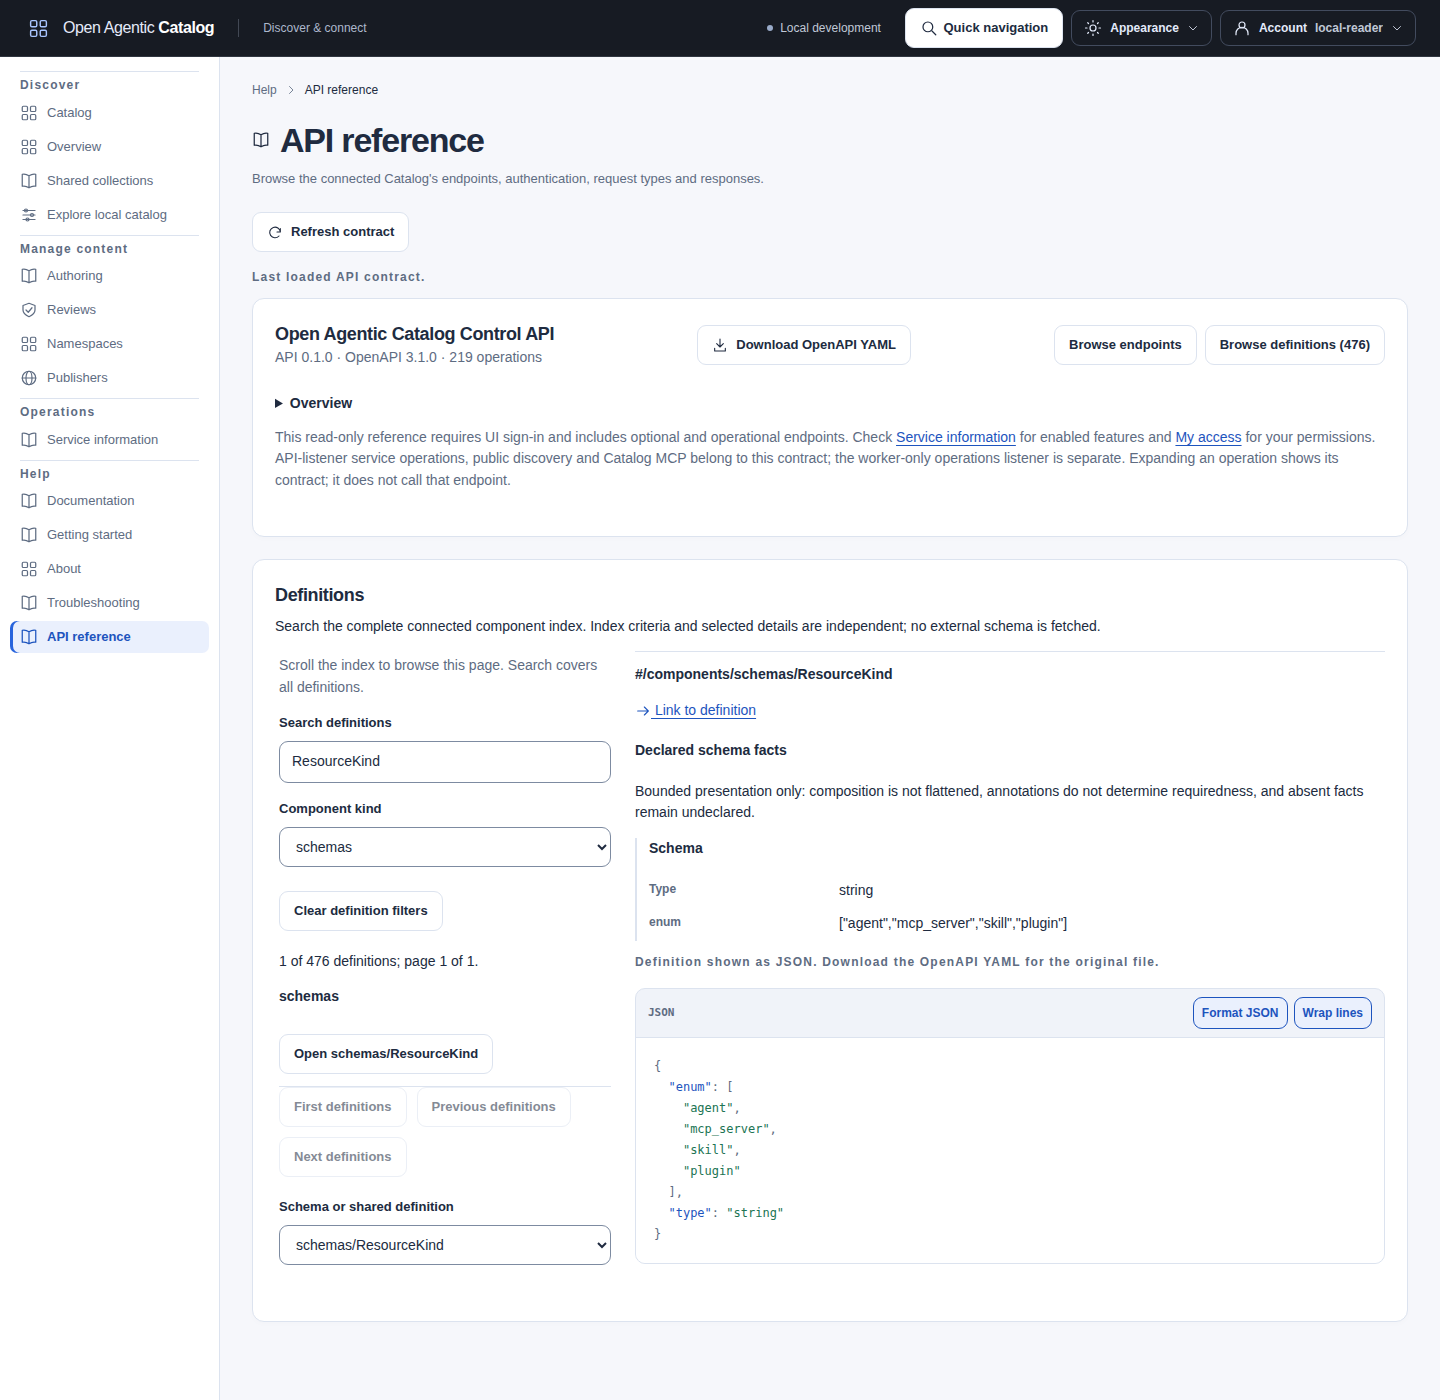 Open Agentic Catalog
Discover & connect
Local development
Quick navigation
Appearance
Account local-reader
Discover
Catalog
Overview
Shared collections
Explore local catalog
Manage content
Authoring
Reviews
Namespaces
Publishers
Operations
Service information
Help
Documentation
Getting started
About
Troubleshooting
API reference
Help
API reference
API reference
Browse the connected Catalog's endpoints, authentication, request types and responses.
Refresh contract
Last loaded API contract.
Open Agentic Catalog Control API
API 0.1.0 · OpenAPI 3.1.0 · 219 operations
Download OpenAPI YAML
Browse endpoints
Browse definitions (476)
Overview
This read-only reference requires UI sign-in and includes optional and operational endpoints. Check Service information for enabled features and My access for your permissions.
API-listener service operations, public discovery and Catalog MCP belong to this contract; the worker-only operations listener is separate. Expanding an operation shows its
contract; it does not call that endpoint.
Definitions
Search the complete connected component index. Index criteria and selected details are independent; no external schema is fetched.
Scroll the index to browse this page. Search covers
all definitions.
Search definitions
ResourceKind
Component kind
schemas
Clear definition filters
1 of 476 definitions; page 1 of 1.
schemas
Open schemas/ResourceKind
First definitions
Previous definitions
Next definitions
Schema or shared definition
schemas/ResourceKind
#/components/schemas/ResourceKind
Link to definition
Declared schema facts
Bounded presentation only: composition is not flattened, annotations do not determine requiredness, and absent facts
remain undeclared.
Schema
Type string
enum ["agent","mcp_server","skill","plugin"]
Definition shown as JSON. Download the OpenAPI YAML for the original file.
JSON
Format JSON
Wrap lines
{
"enum": [
"agent",
"mcp_server",
"skill",
"plugin"
],
"type": "string"
}